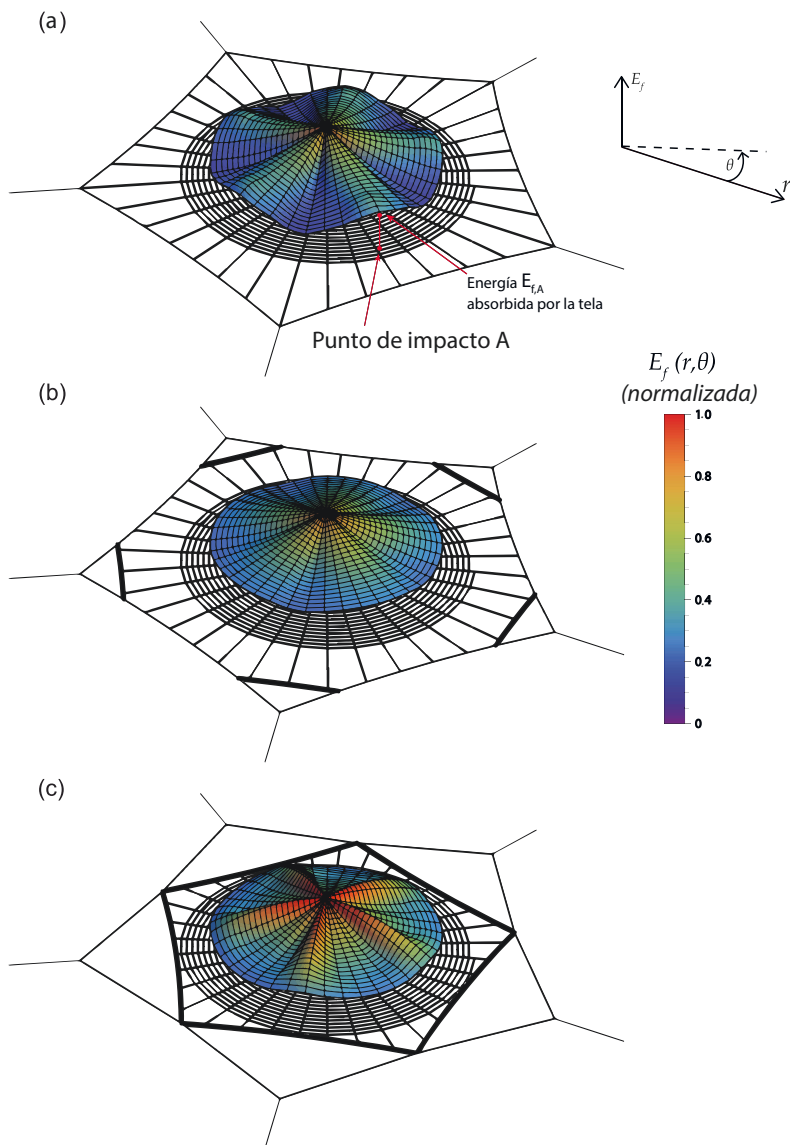 (a)
E_f
θ
r
Energía E_f,A
absorbida por la tela
Punto de impacto A
E_f (r,θ)
(normalizada)
(b)
1.0
0.8
0.6
0.4
0.2
0
(c)